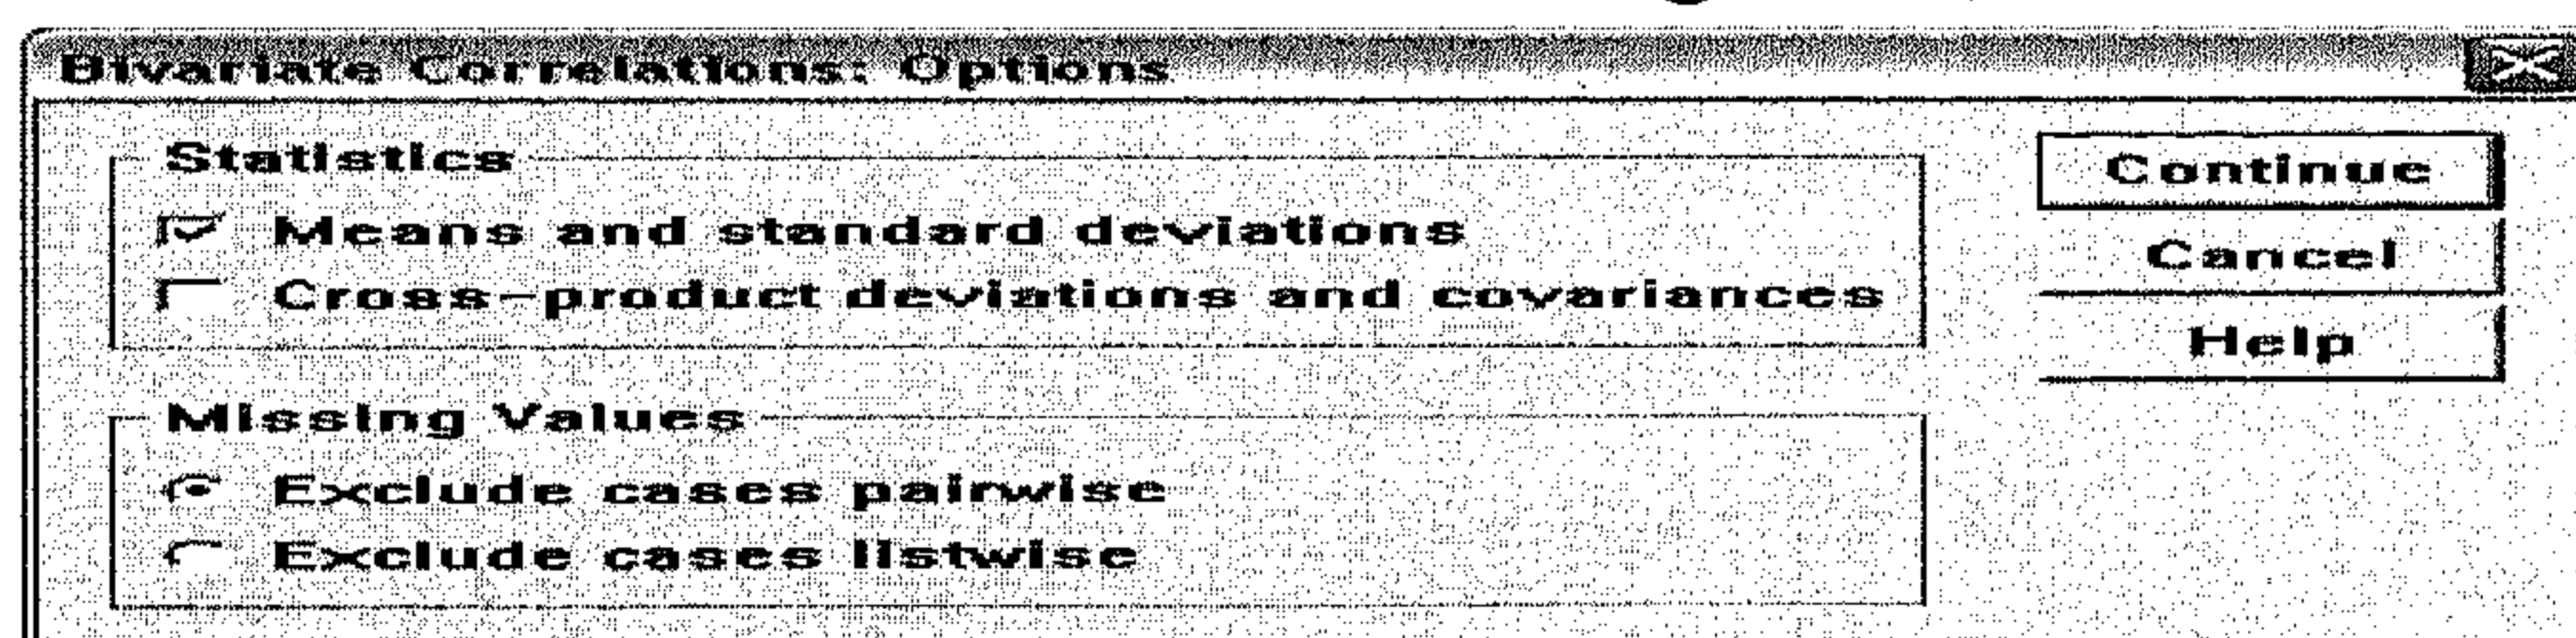 Bivariate Correlations: Options
Statistics
Means and standard deviations
Cross-product deviations and covariances
Missing Values
Exclude cases pairwise
Exclude cases listwise
Continue
Cancel
Help